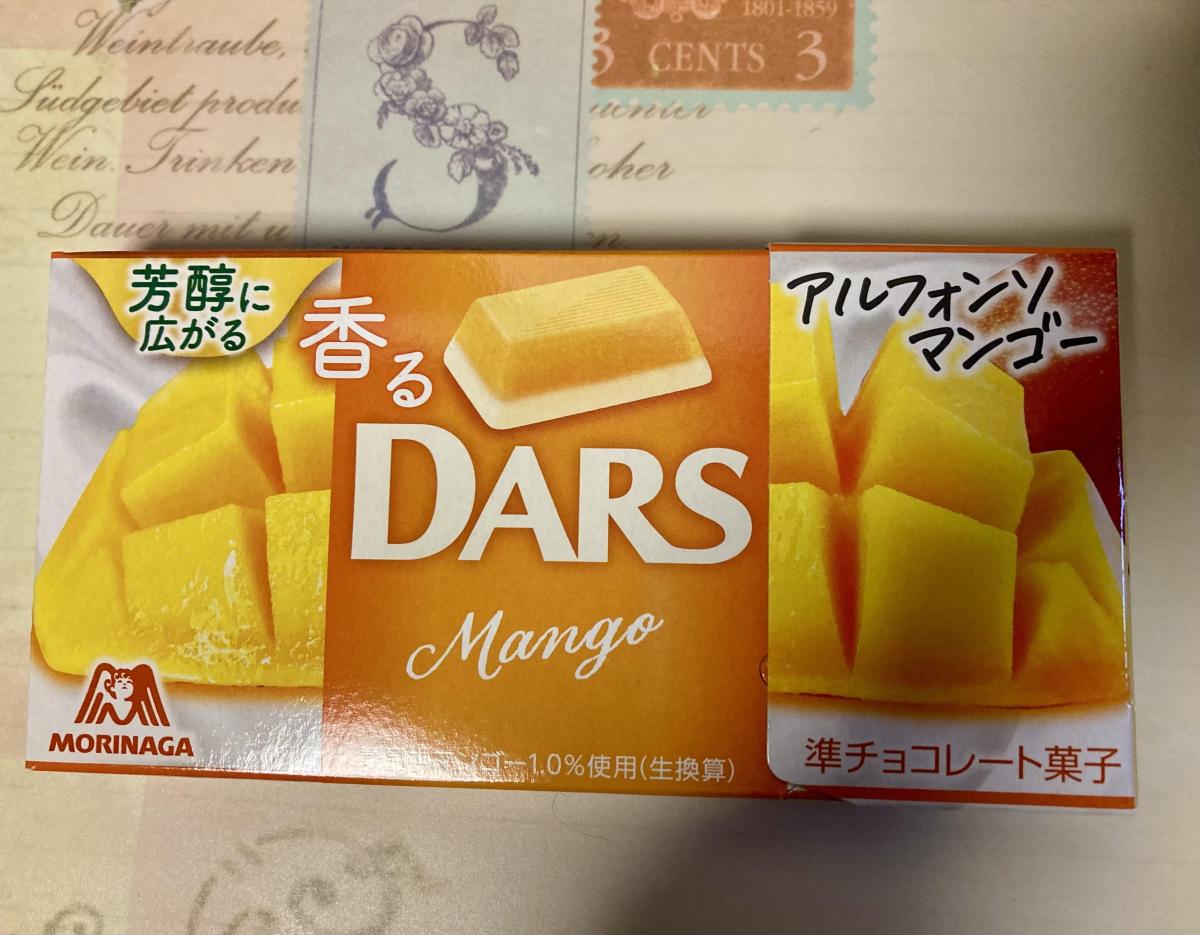 Weintraube,
Südgebiet produ
Wein. Trinken
oher
Dauer mit u
1801-1859
3 CENTS 3
芳醇に
広がる
香る
DARS
Mango
アルフォンソ
マンゴー
MORINAGA
ゴー1.0%使用(生換算)
準チョコレート菓子